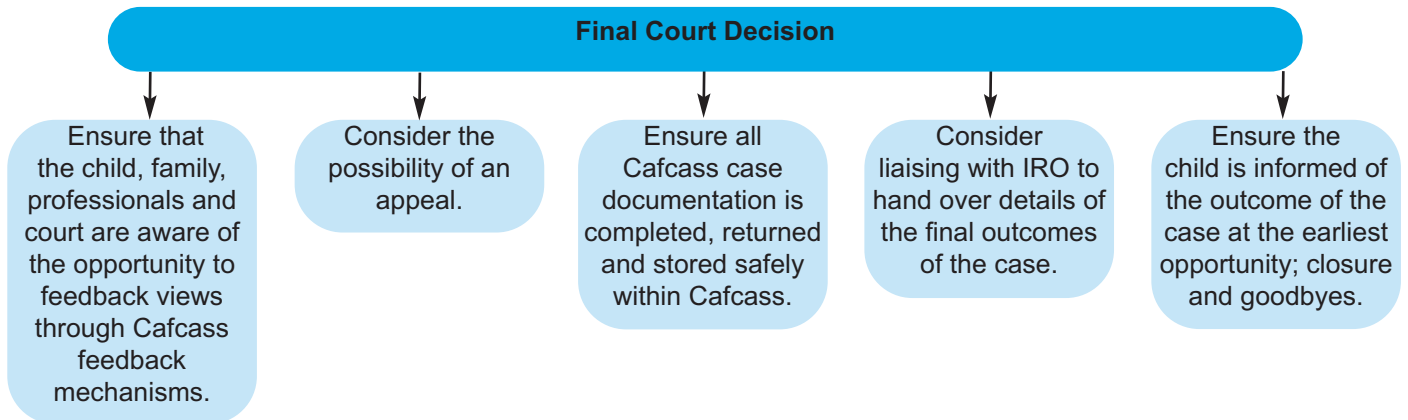 Final Court Decision
Ensure that
the child, family,
professionals and
court are aware of
the opportunity to
feedback views
through Cafcass
feedback
mechanisms.
Consider the
possibility of an
appeal.
Ensure all
Cafcass case
documentation is
completed, returned
and stored safely
within Cafcass.
Consider
liaising with IRO to
hand over details of
the final outcomes
of the case.
Ensure the
child is informed of
the outcome of the
case at the earliest
opportunity; closure
and goodbyes.